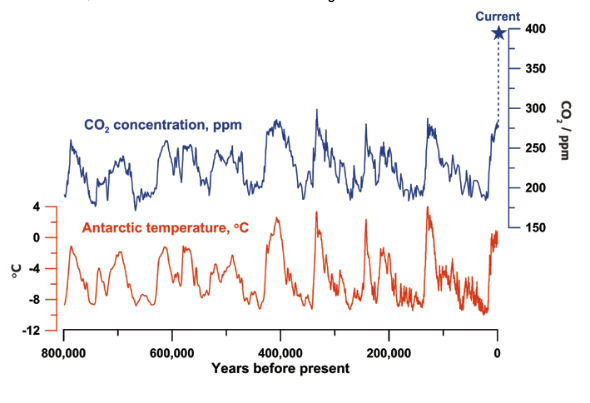 Current
400
350
300
250
200
150
CO2 / ppm
CO2 concentration, ppm
Antarctic temperature, °C
4
0
-4
-8
-12
°C
800,000 600,000 400,000 200,000 0
Years before present